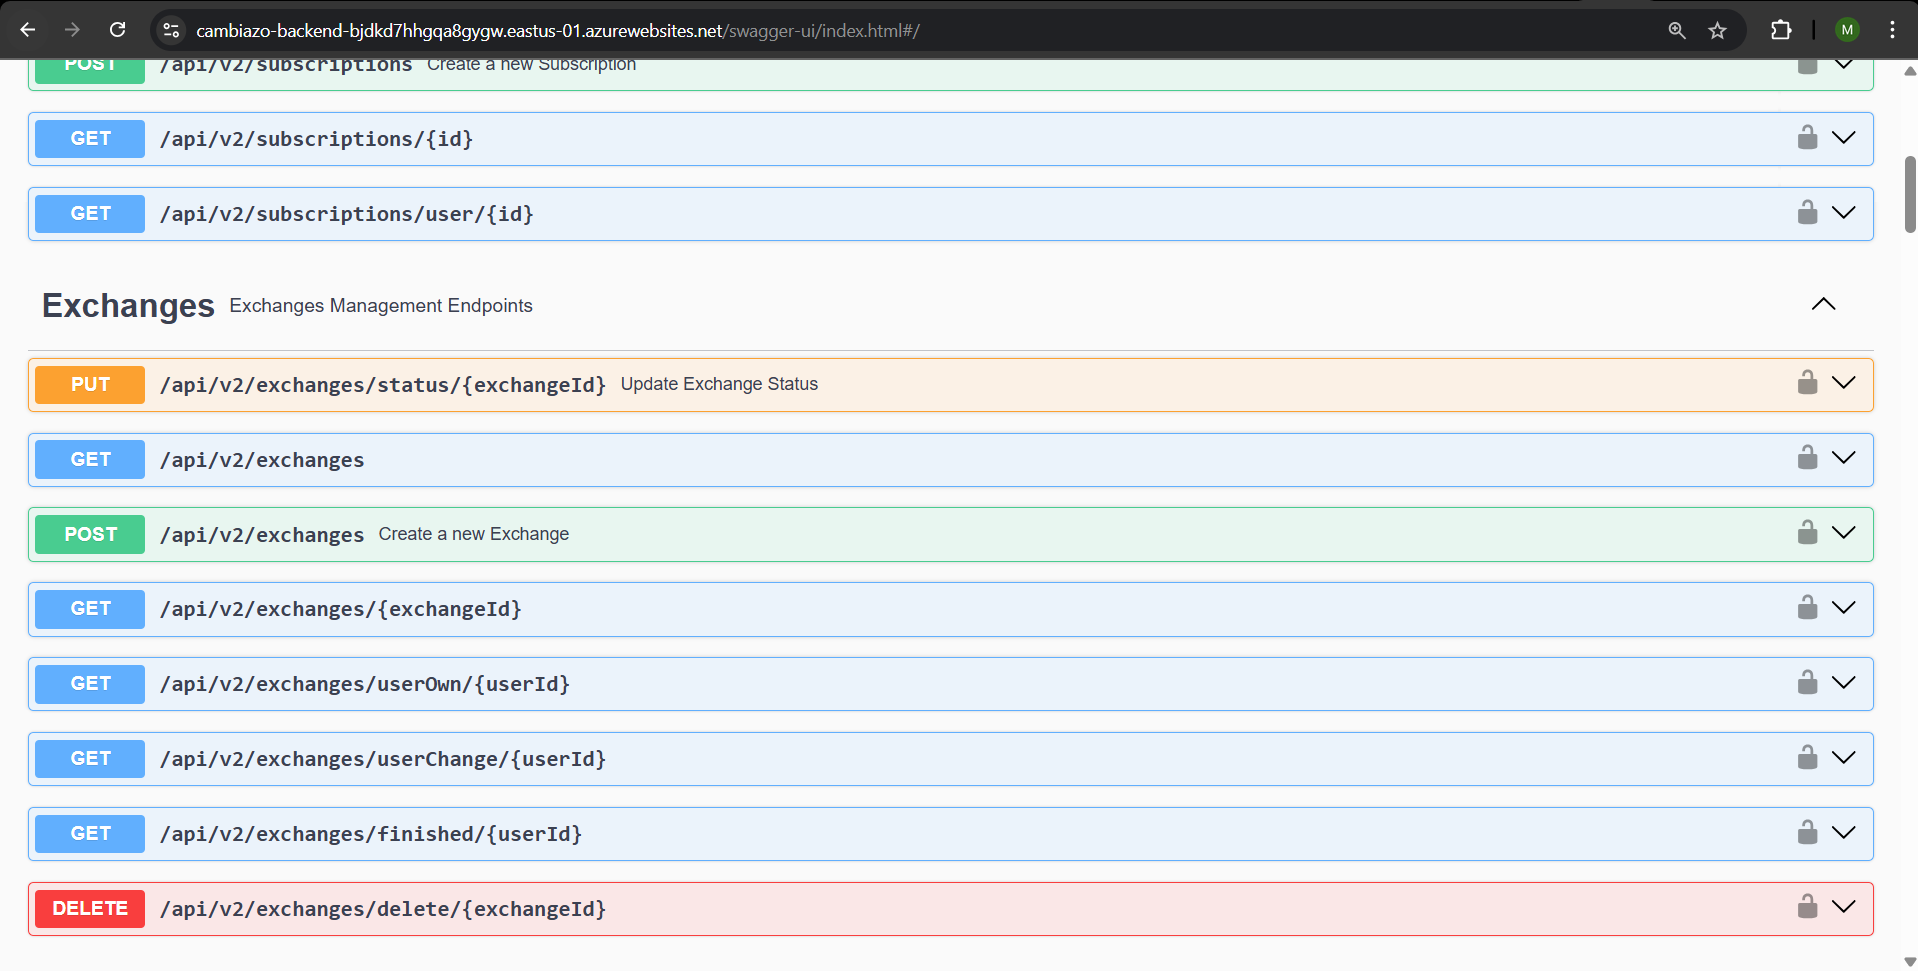 cambiazo-backend-bjdkd7hhgqa8gygw.eastus-01.azurewebsites.net/swagger-ui/index.html#/
M
POST /api/v2/subscriptions Create a new Subscription
GET /api/v2/subscriptions/{id}
GET /api/v2/subscriptions/user/{id}
Exchanges Exchanges Management Endpoints
PUT /api/v2/exchanges/status/{exchangeId} Update Exchange Status
GET /api/v2/exchanges
POST /api/v2/exchanges Create a new Exchange
GET /api/v2/exchanges/{exchangeId}
GET /api/v2/exchanges/userOwn/{userId}
GET /api/v2/exchanges/userChange/{userId}
GET /api/v2/exchanges/finished/{userId}
DELETE /api/v2/exchanges/delete/{exchangeId}